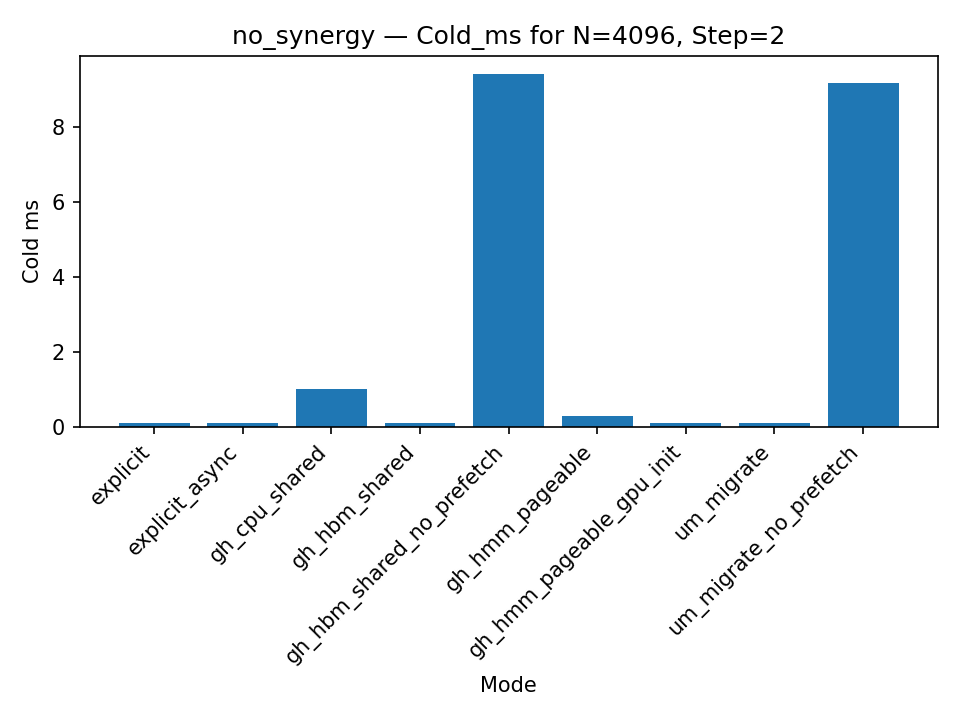 no_synergy — Cold_ms for N=4096, Step=2
Cold ms
8
6
4
2
0
explicit
explicit_async
gh_cpu_shared
gh_hbm_shared
gh_hbm_shared_no_prefetch
gh_hmm_pageable
gh_hmm_pageable_gpu_init
um_migrate
um_migrate_no_prefetch
Mode